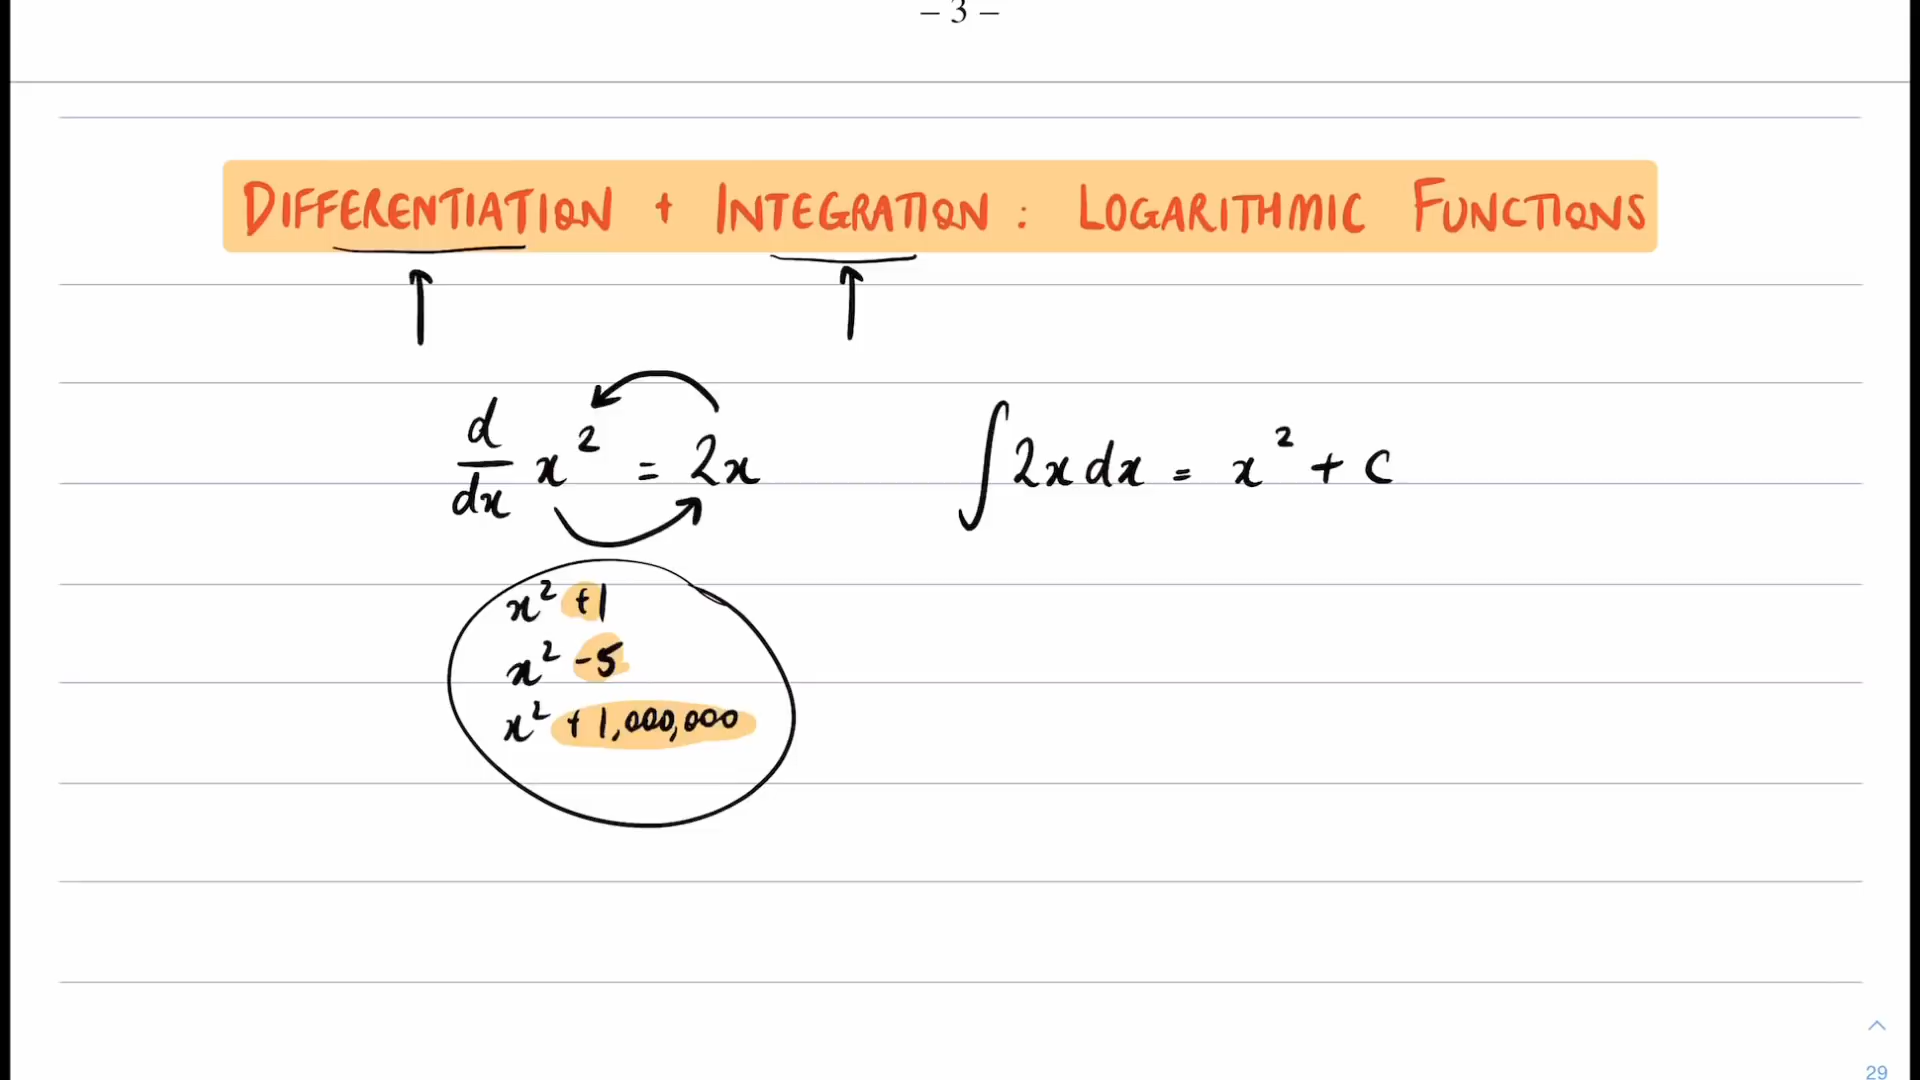 – 3 –
DIFFERENTIATION + INTEGRATION : LOGARITHMIC FUNCTIONS
d/dx x² = 2x
∫2x dx = x² + c
x² +1
x² -5
x² + 1,000,000
29